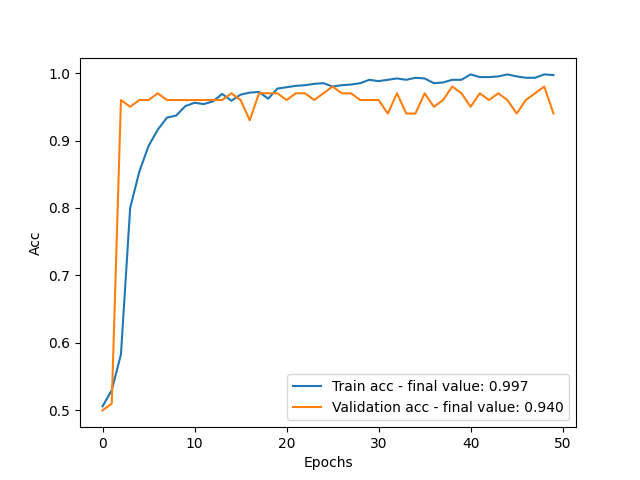 1.0
0.9
0.8
0.7
0.6
0.5
Acc
Train acc - final value: 0.997
Validation acc - final value: 0.940
0 10 20 30 40 50
Epochs